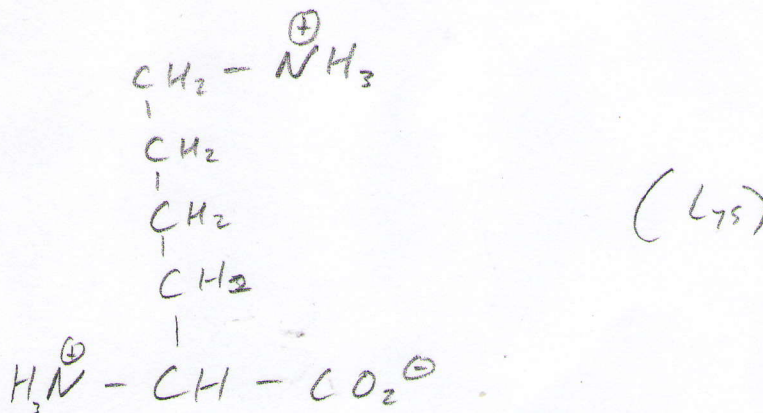 ⊕
CH₂ - NH₃
CH₂
CH₂
(Lys)
CH₂
⊕
H₃N - CH - CO₂⊖